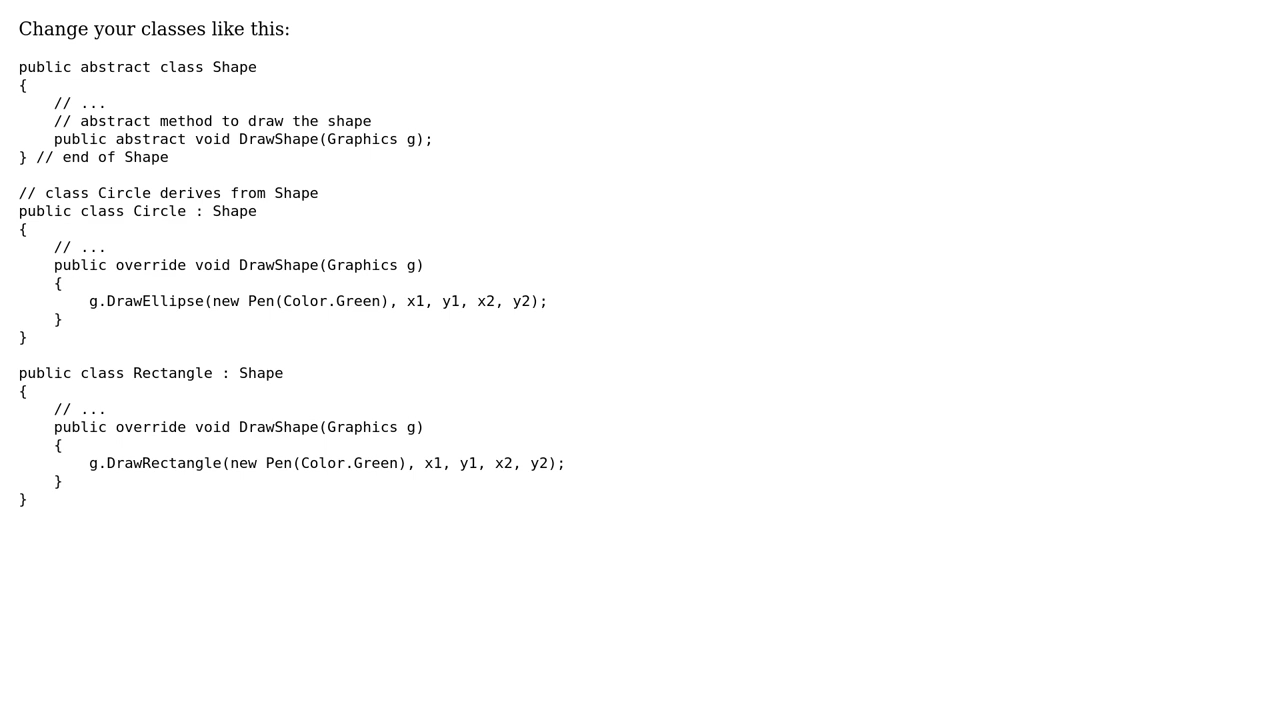 Change your classes like this:
public abstract class Shape
{
    // ...
    // abstract method to draw the shape
    public abstract void DrawShape(Graphics g);
} // end of Shape

// class Circle derives from Shape
public class Circle : Shape
{
    // ...
    public override void DrawShape(Graphics g)
    {
        g.DrawEllipse(new Pen(Color.Green), x1, y1, x2, y2);
    }
}

public class Rectangle : Shape
{
    // ...
    public override void DrawShape(Graphics g)
    {
        g.DrawRectangle(new Pen(Color.Green), x1, y1, x2, y2);
    }
}